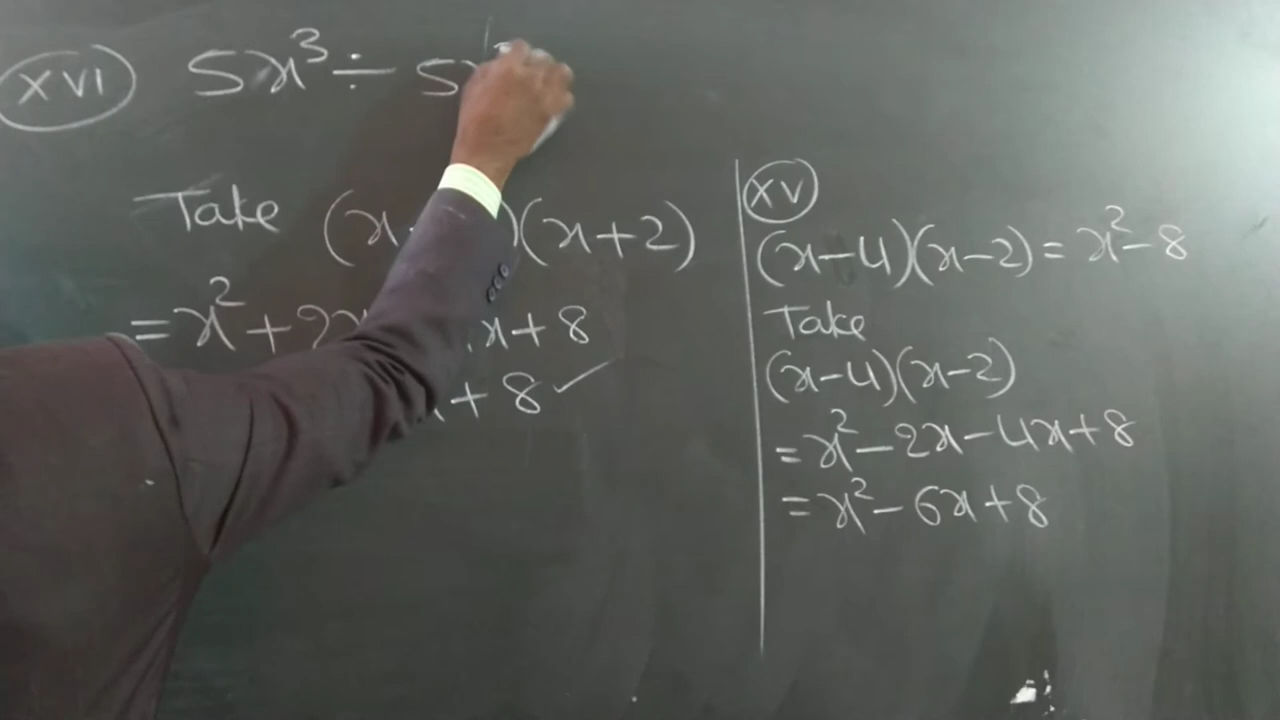 XVI 5x³ ÷ 5
Take (x )(x+2)
= x² + 2x x + 8
+ 8 ✓
XV
(x-4)(x-2) = x²-8
Take
(x-4)(x-2)
= x²-2x-4x+8
= x²-6x+8